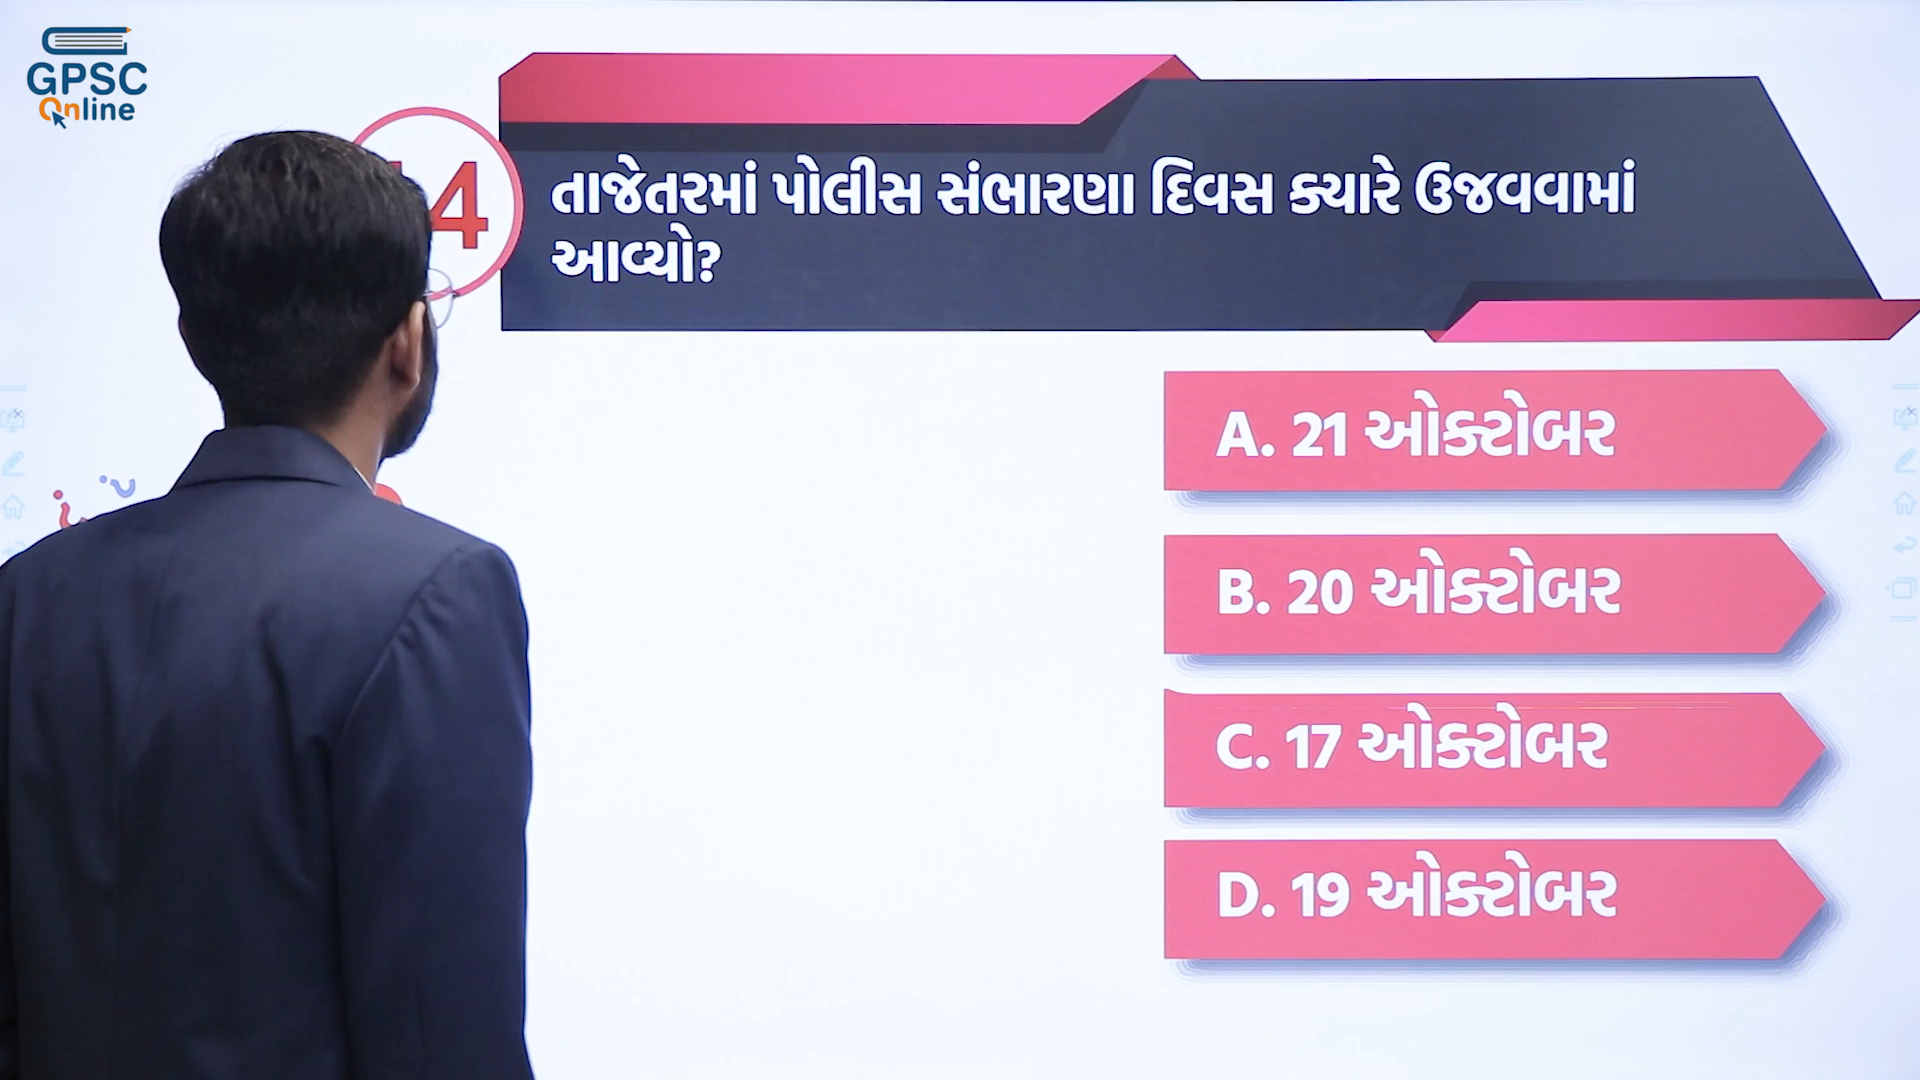 GPSC
Online
4
તાજેતરમાં પોલીસ સંભારણા દિવસ ક્યારે ઉજવવામાં
આવ્યો?
A. 21 ઓક્ટોબર
B. 20 ઓક્ટોબર
C. 17 ઓક્ટોબર
D. 19 ઓક્ટોબર